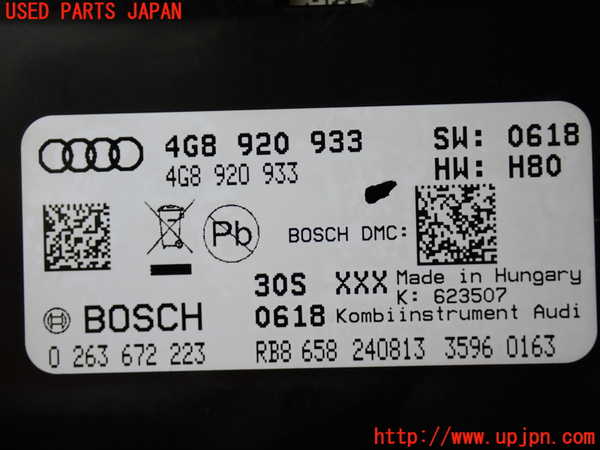 USED PARTS JAPAN
4G8 920 933 SW: 0618
4G8 920 933 HW: H80
Pb BOSCH DMC:
30S XXX Made in Hungary
K: 623507
BOSCH 0618 Kombiinstrument Audi
0 263 672 223 RB8 658 240813 3596 0163
http://www.upjpn.com/